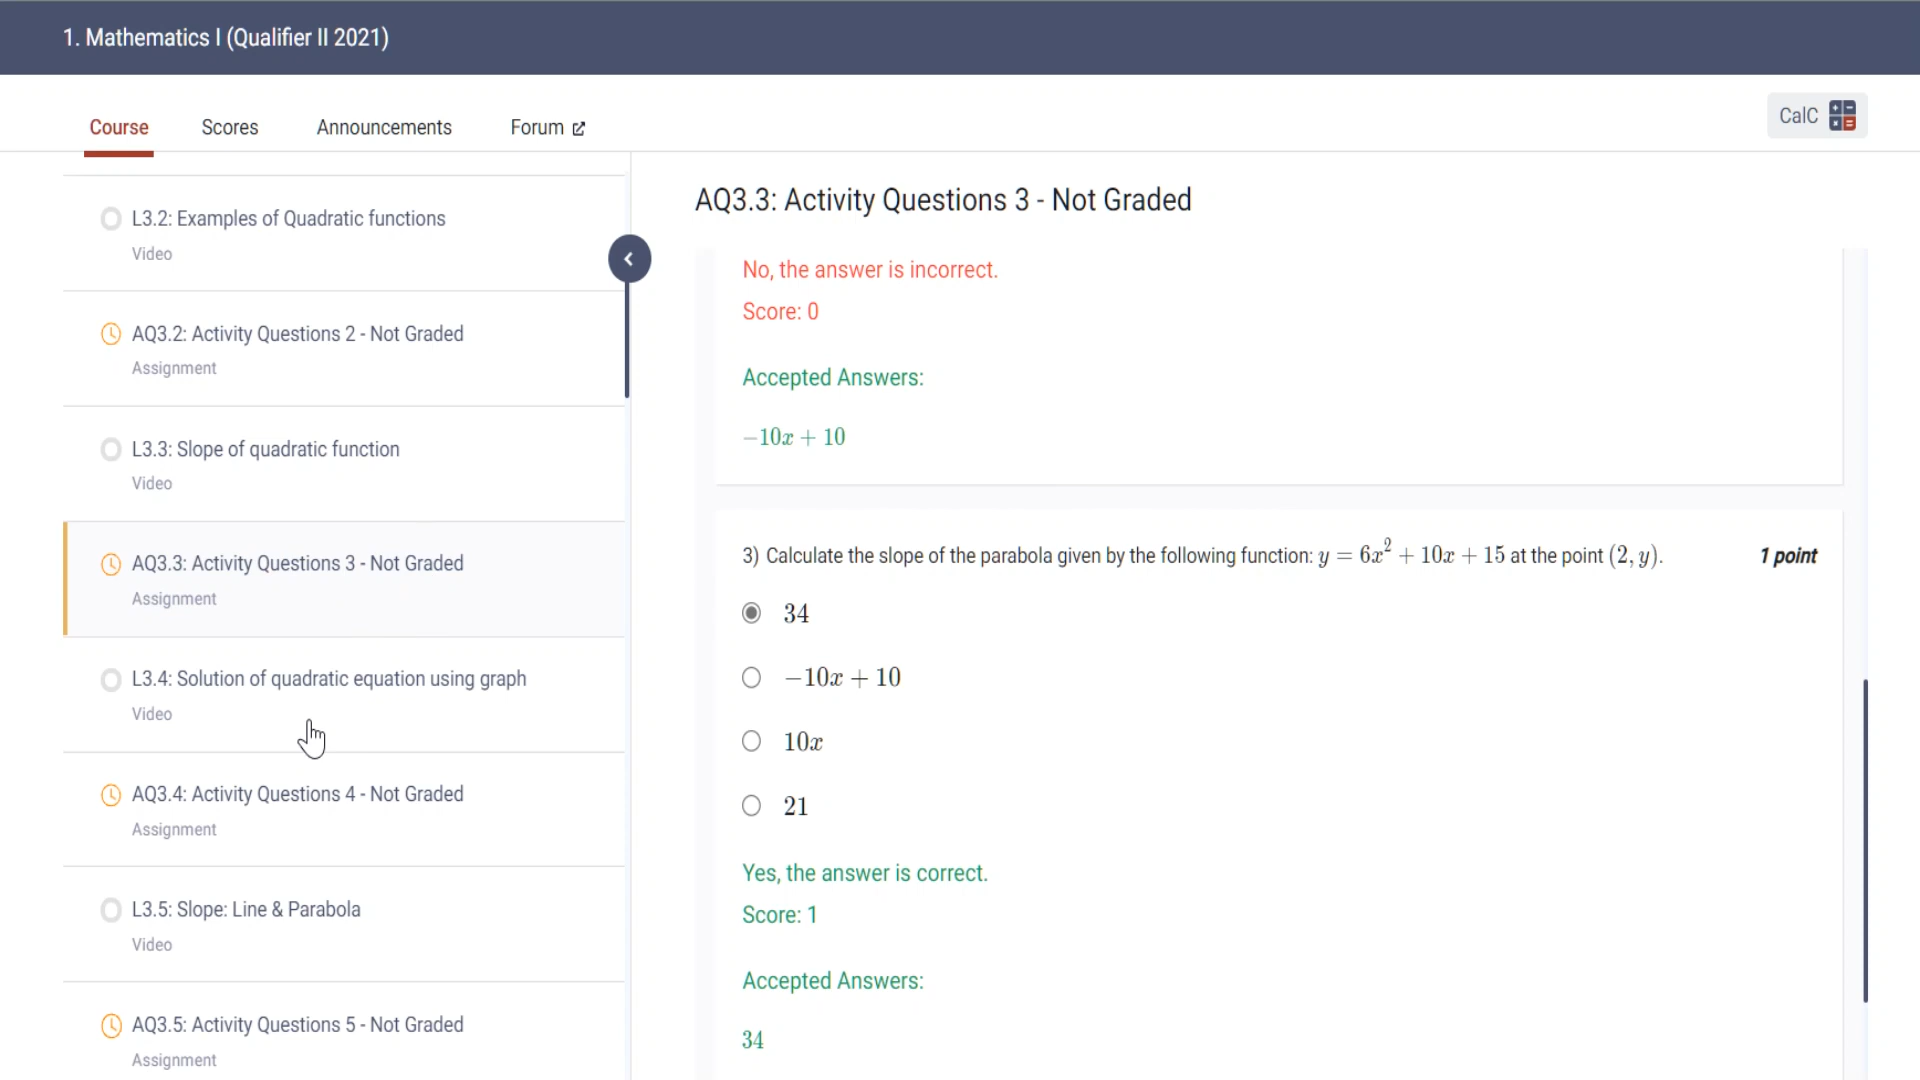 1. Mathematics I (Qualifier II 2021)
Course
Scores
Announcements
Forum
CalC
L3.2: Examples of Quadratic functions
Video
AQ3.2: Activity Questions 2 - Not Graded
Assignment
L3.3: Slope of quadratic function
Video
AQ3.3: Activity Questions 3 - Not Graded
Assignment
L3.4: Solution of quadratic equation using graph
Video
AQ3.4: Activity Questions 4 - Not Graded
Assignment
L3.5: Slope: Line & Parabola
Video
AQ3.5: Activity Questions 5 - Not Graded
Assignment
AQ3.3: Activity Questions 3 - Not Graded
No, the answer is incorrect.
Score: 0
Accepted Answers:
−10x + 10
3) Calculate the slope of the parabola given by the following function: y = 6x² + 10x + 15 at the point (2, y).
1 point
34
−10x + 10
10x
21
Yes, the answer is correct.
Score: 1
Accepted Answers:
34